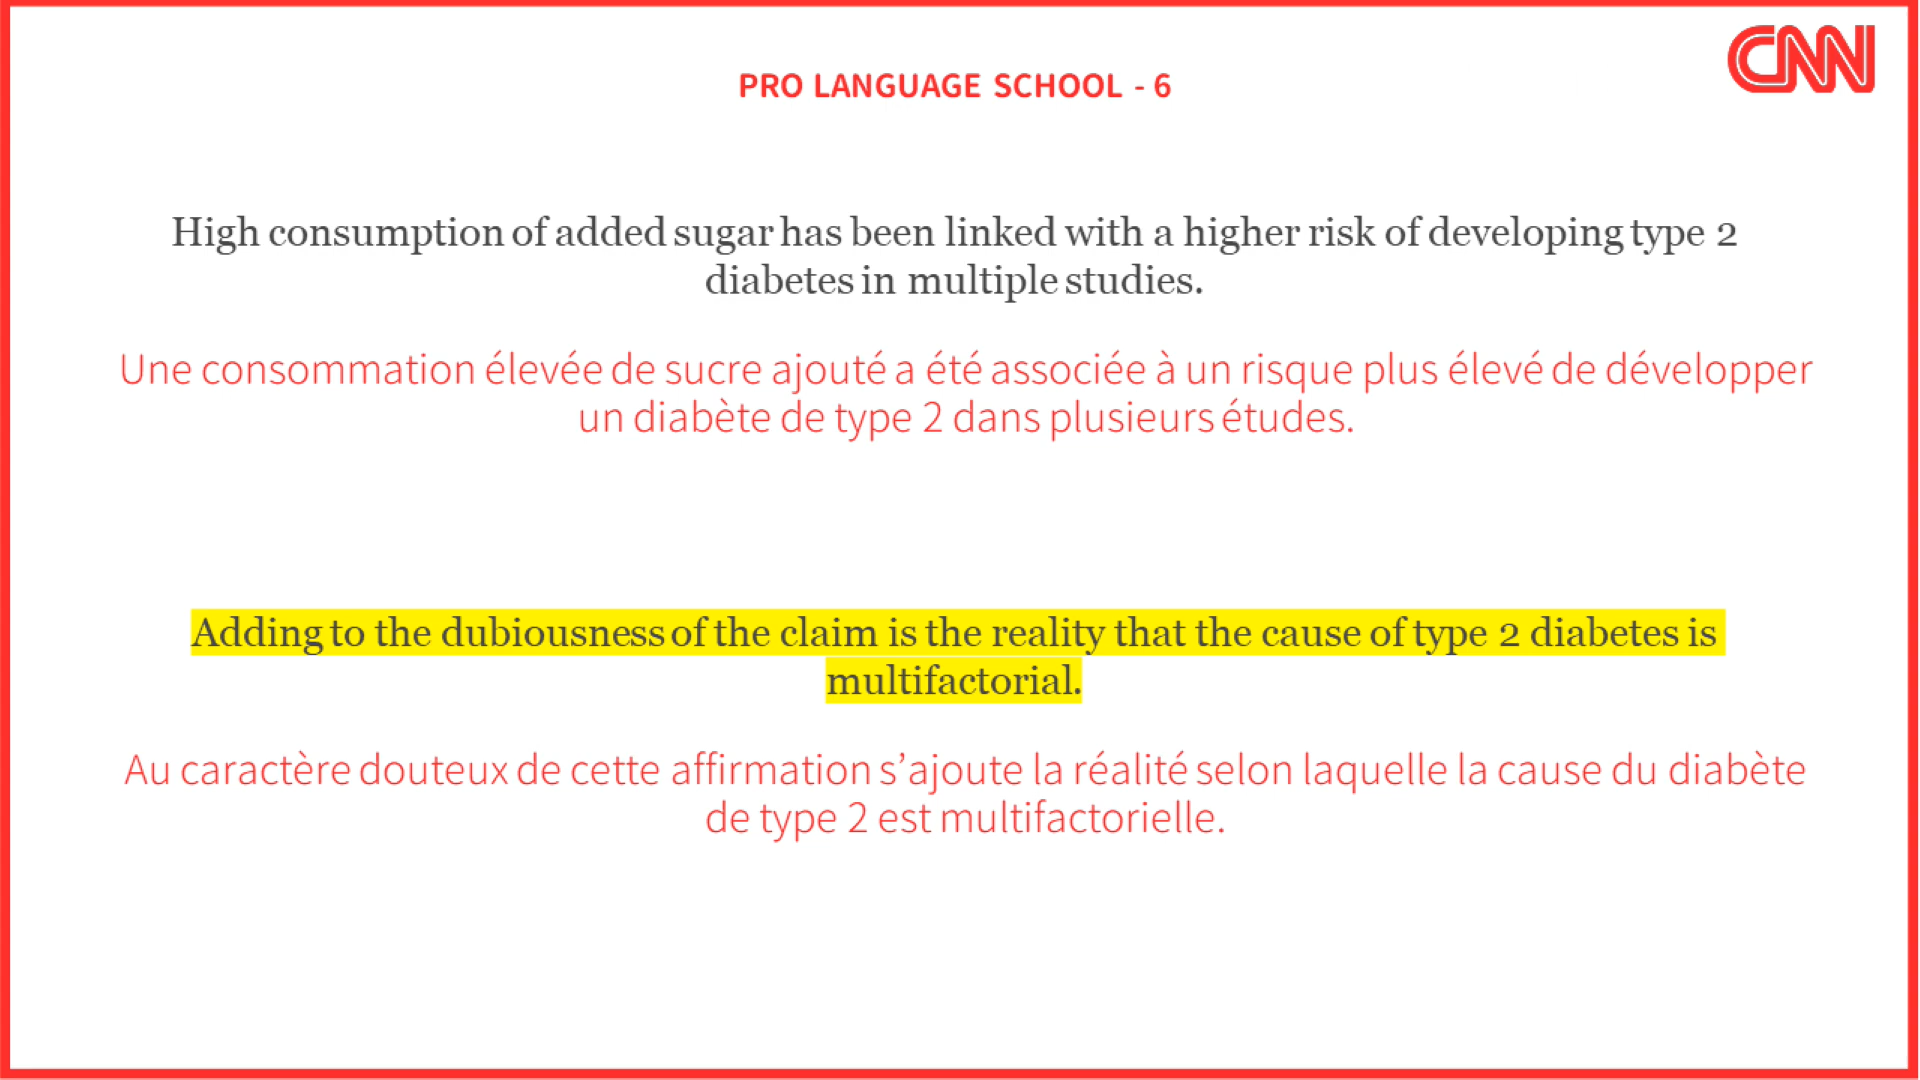 CNN
PRO LANGUAGE SCHOOL - 6
High consumption of added sugar has been linked with a higher risk of developing type 2
diabetes in multiple studies.
Une consommation élevée de sucre ajouté a été associée à un risque plus élevé de développer
un diabète de type 2 dans plusieurs études.
Adding to the dubiousness of the claim is the reality that the cause of type 2 diabetes is
multifactorial.
Au caractère douteux de cette affirmation s’ajoute la réalité selon laquelle la cause du diabète
de type 2 est multifactorielle.